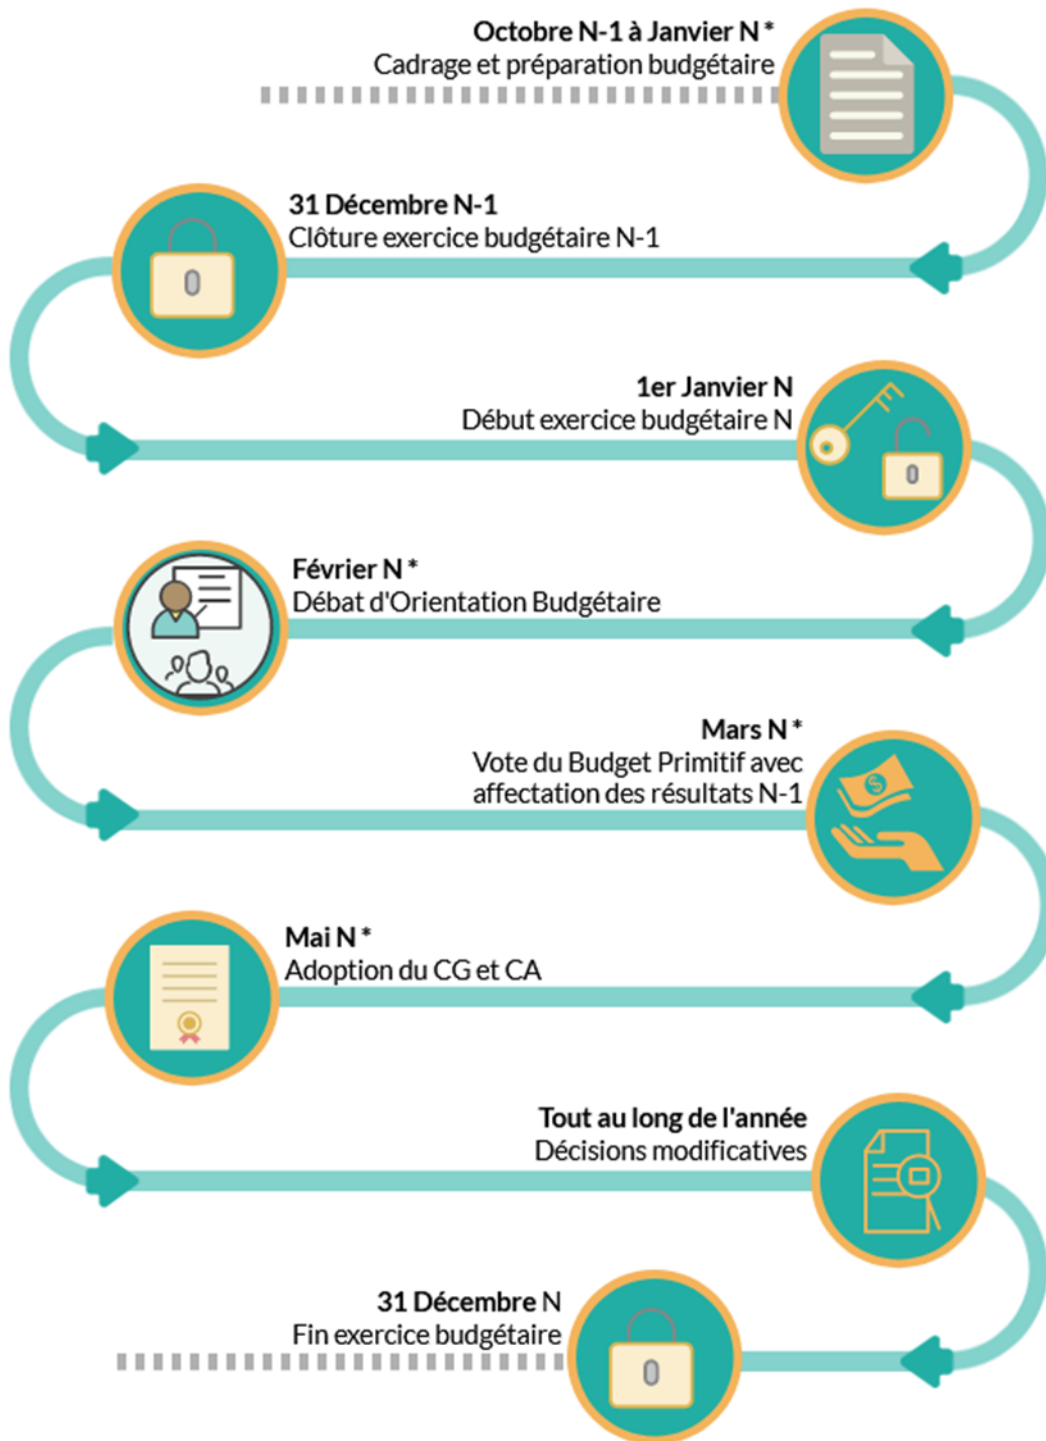 Octobre N-1 à Janvier N *
Cadrage et préparation budgétaire
31 Décembre N-1
Clôture exercice budgétaire N-1
1er Janvier N
Début exercice budgétaire N
Février N *
Débat d'Orientation Budgétaire
Mars N *
Vote du Budget Primitif avec
affectation des résultats N-1
Mai N *
Adoption du CG et CA
Tout au long de l'année
Décisions modificatives
31 Décembre N
Fin exercice budgétaire